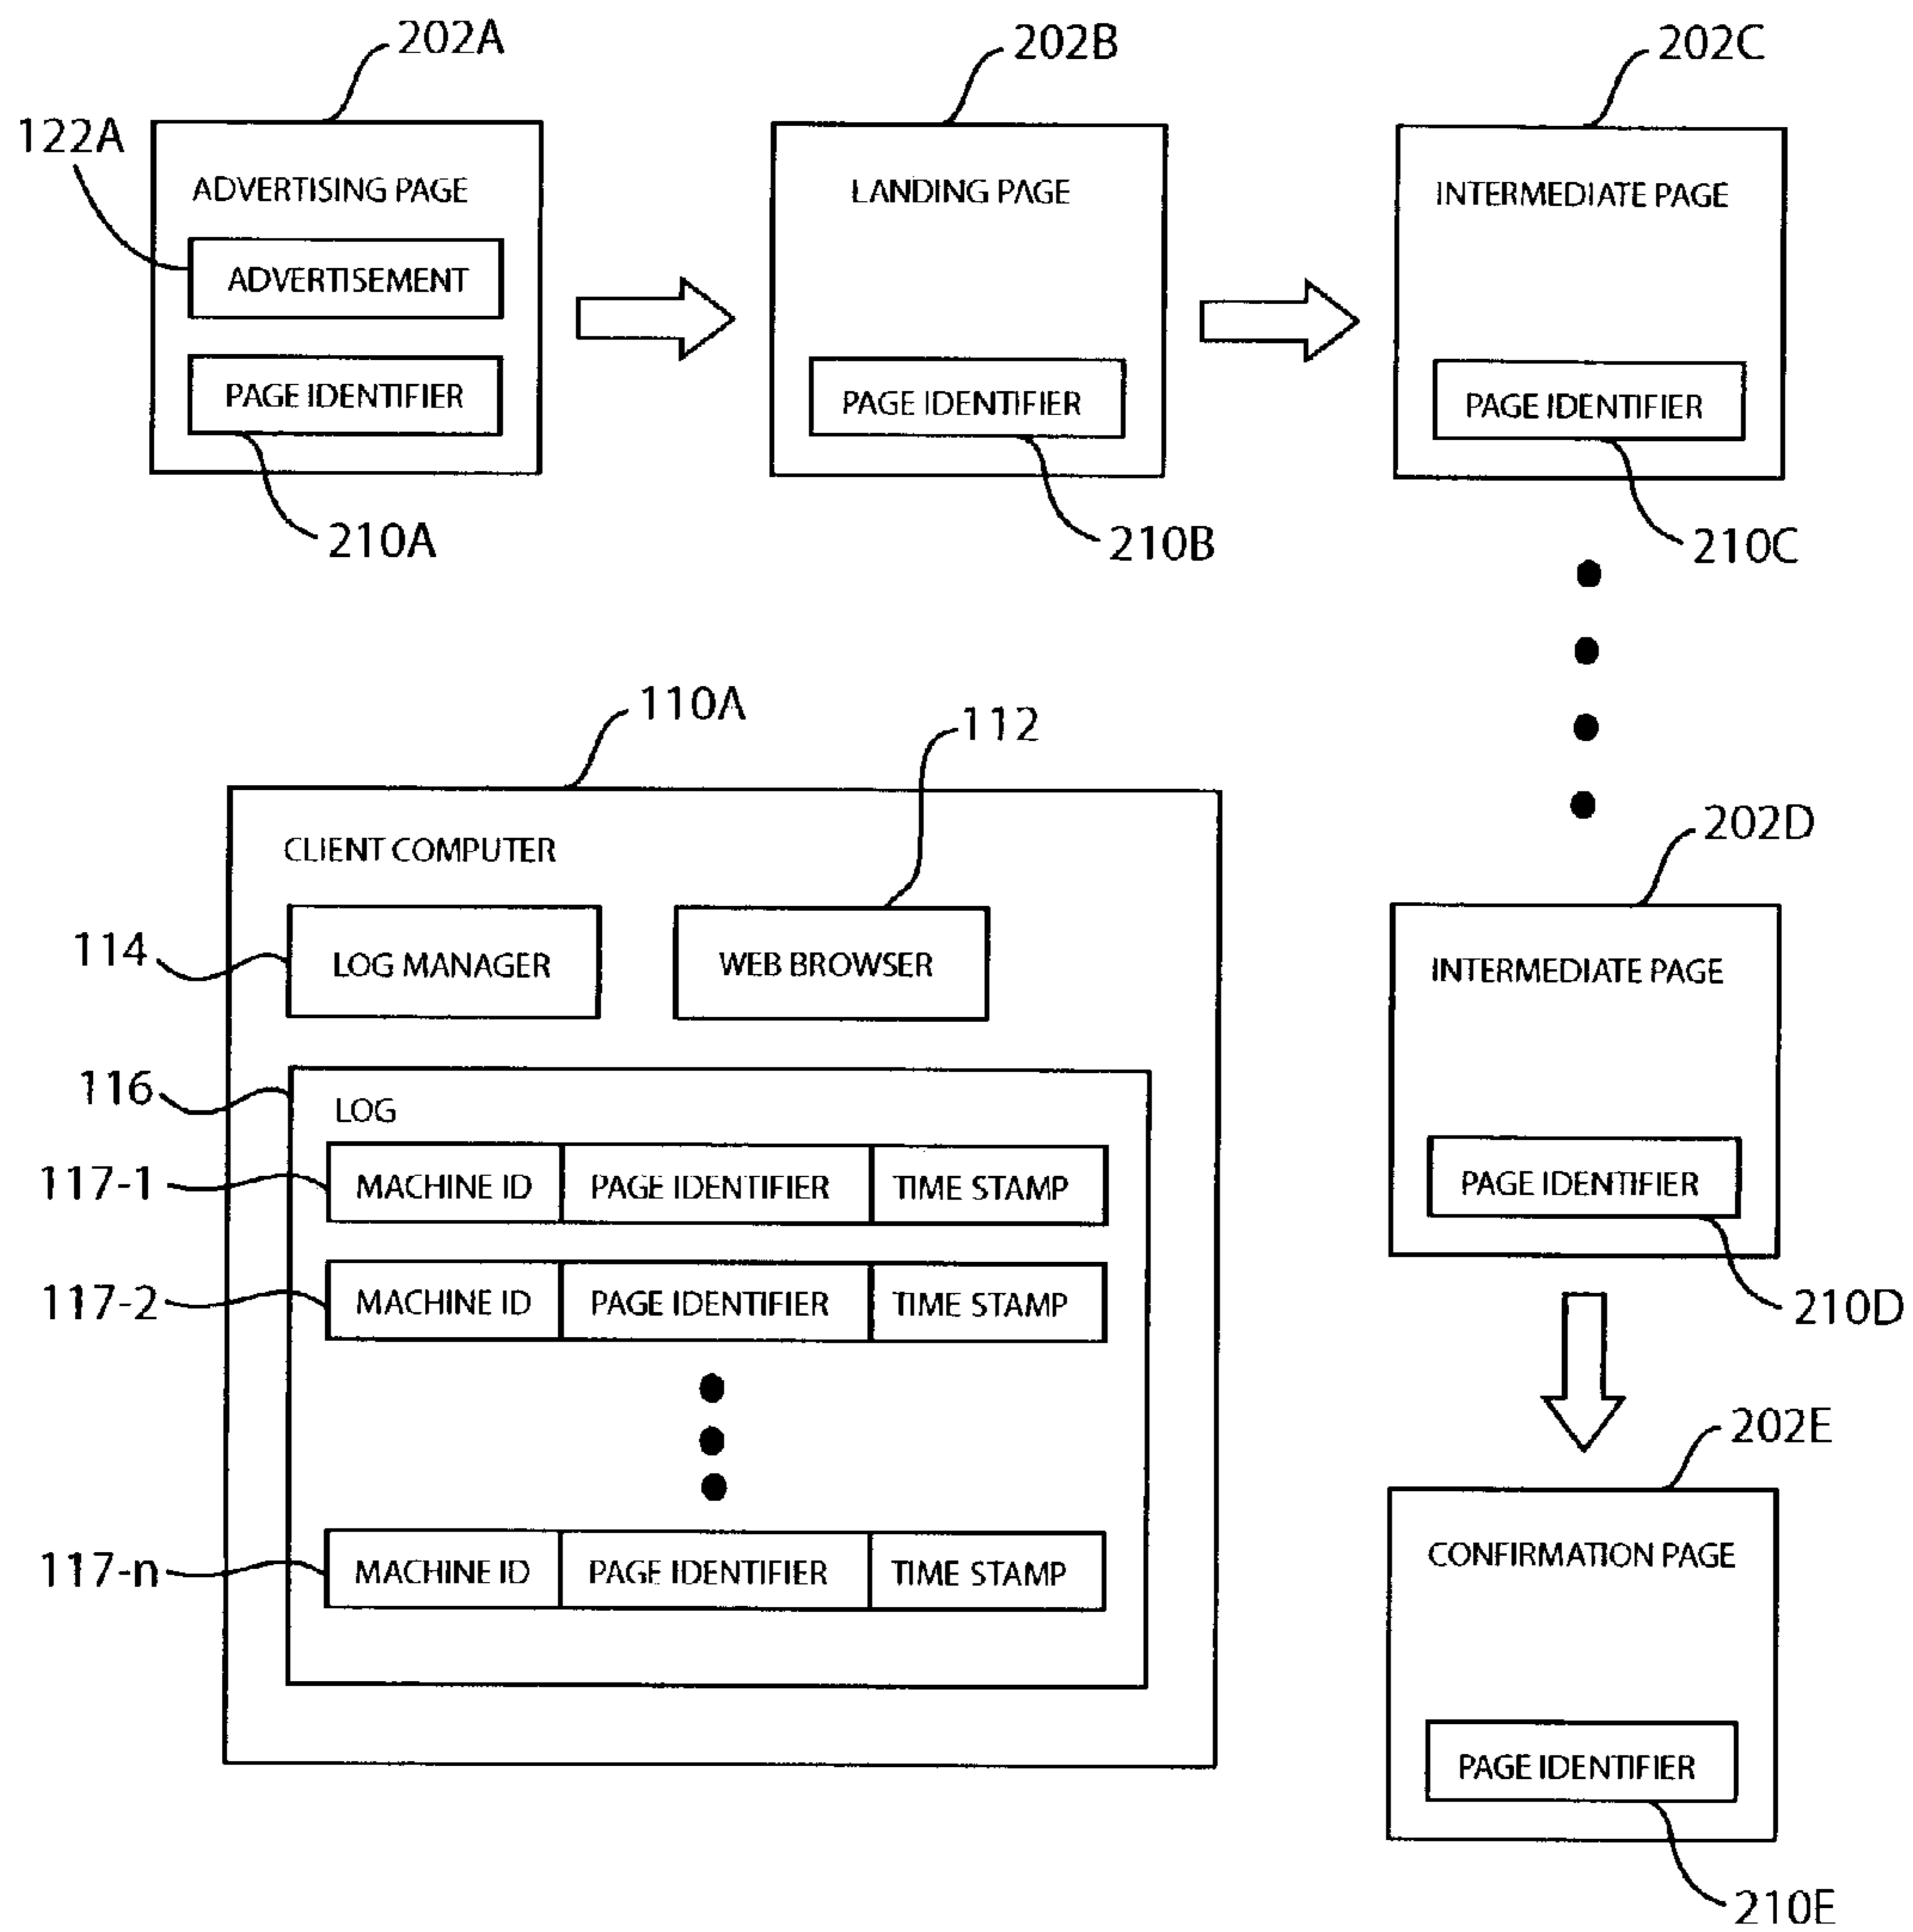 202A
202B
202C
122A
ADVERTISING PAGE
LANDING PAGE
INTERMEDIATE PAGE
ADVERTISEMENT
PAGE IDENTIFIER
PAGE IDENTIFIER
PAGE IDENTIFIER
210A
210B
210C
110A
112
202D
CLIENT COMPUTER
114
LOG MANAGER
WEB BROWSER
INTERMEDIATE PAGE
116
LOG
117-1
MACHINE ID
PAGE IDENTIFIER
TIME STAMP
PAGE IDENTIFIER
117-2
MACHINE ID
PAGE IDENTIFIER
TIME STAMP
210D
202E
117-n
MACHINE ID
PAGE IDENTIFIER
TIME STAMP
CONFIRMATION PAGE
PAGE IDENTIFIER
210E